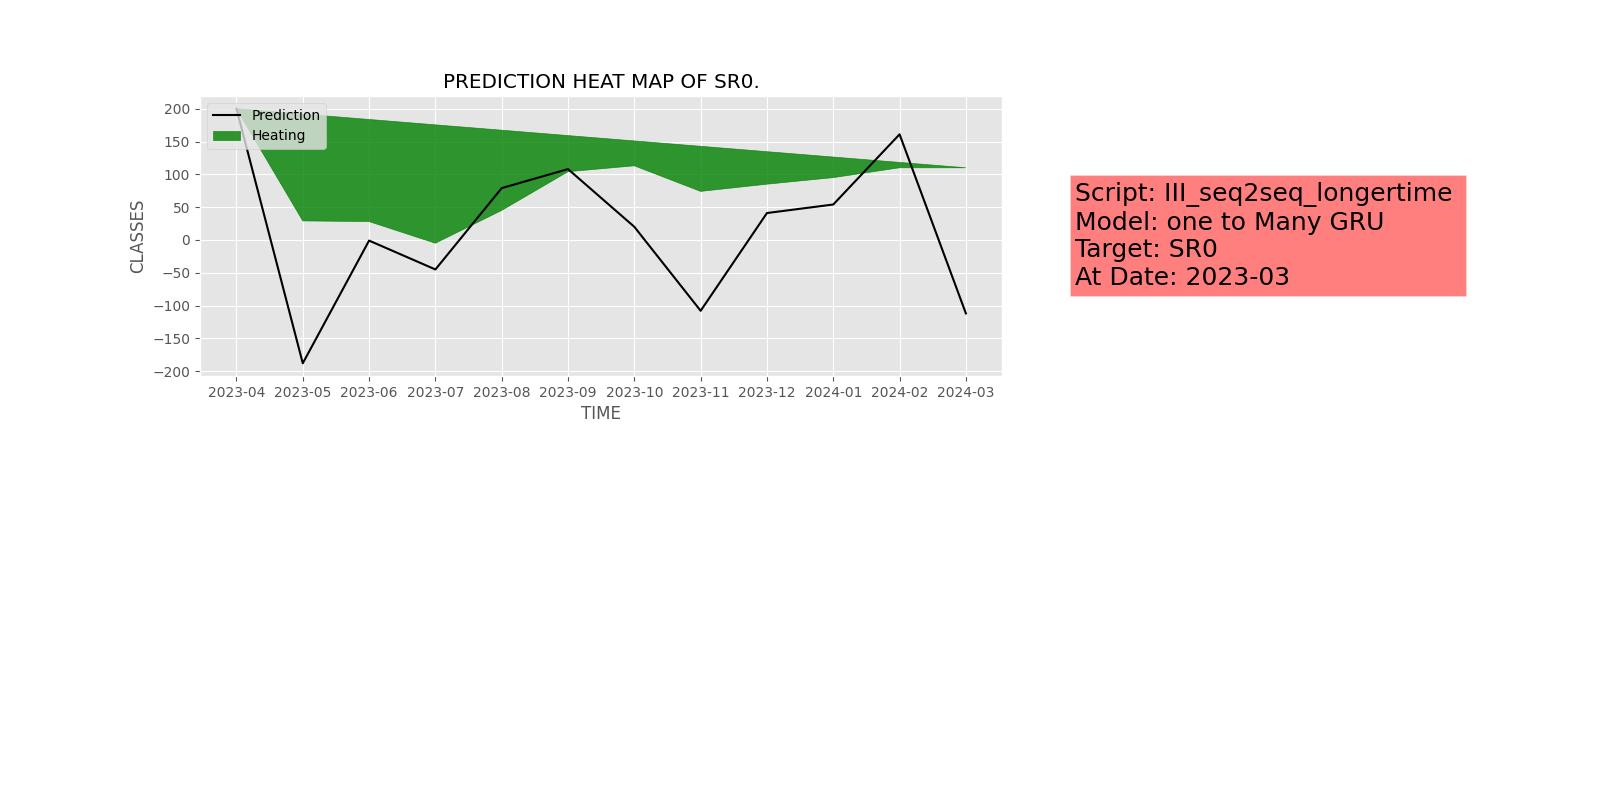 PREDICTION HEAT MAP OF SR0.
Prediction
Heating
200
150
100
50
0
−50
−100
−150
−200
CLASSES
2023-04 2023-05 2023-06 2023-07 2023-08 2023-09 2023-10 2023-11 2023-12 2024-01 2024-02 2024-03
TIME
Script: III_seq2seq_longertime
Model: one to Many GRU
Target: SR0
At Date: 2023-03